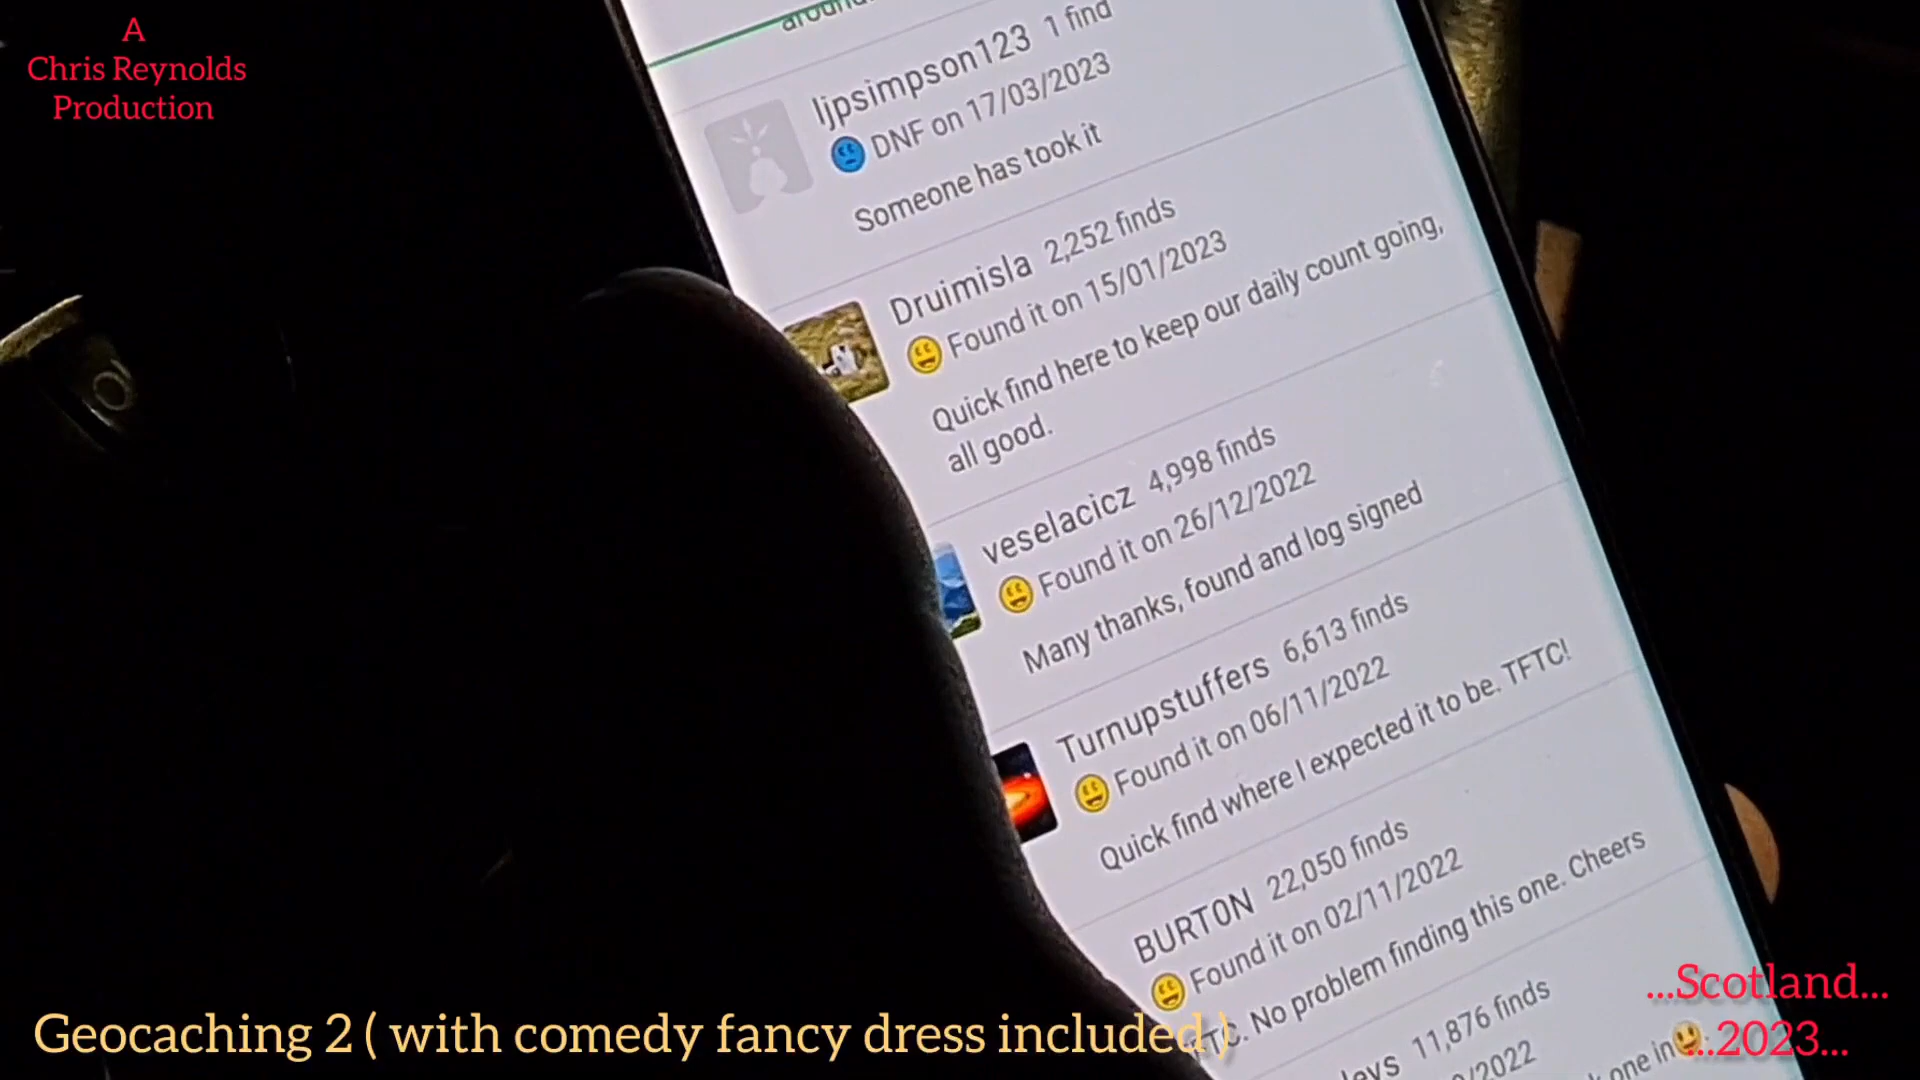 A
Chris Reynolds
Production
around
ljpsimpson123 1 find
DNF on 17/03/2023
Someone has took it
Druimisla 2,252 finds
Found it on 15/01/2023
Quick find here to keep our daily count going,
all good.
veselacicz 4,998 finds
Found it on 26/12/2022
Many thanks, found and log signed
Turnupstuffers 6,613 finds
Found it on 06/11/2022
Quick find where I expected it to be. TFTC!
BURTON 22,050 finds
Found it on 02/11/2022
TC. No problem finding this one. Cheers
11,876 finds
/2022
one in
Geocaching 2 ( with comedy fancy dress included )
...Scotland...
...2023...